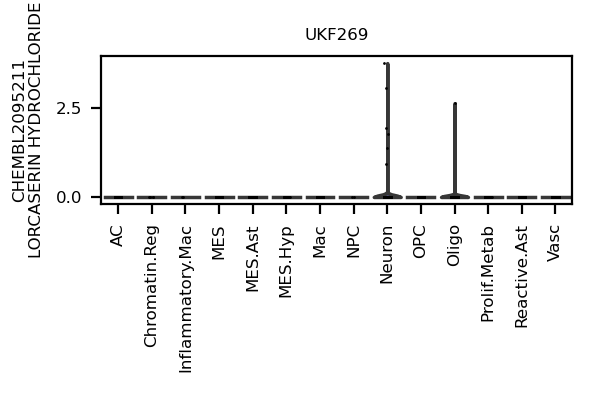 UKF269
CHEMBL2095211
LORCASERIN HYDROCHLORIDE
2.5
0.0
AC
Chromatin.Reg
Inflammatory.Mac
MES
MES.Ast
MES.Hyp
Mac
NPC
Neuron
OPC
Oligo
Prolif.Metab
Reactive.Ast
Vasc